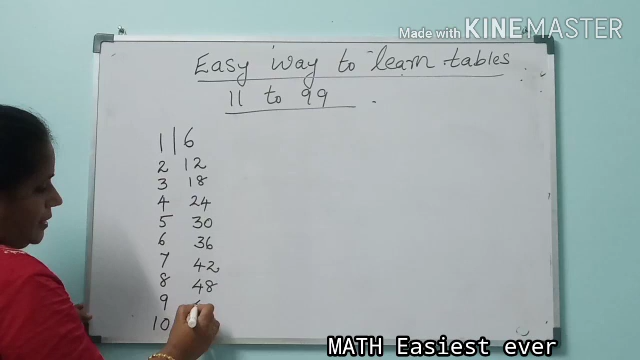 Made with KINEMASTER
Easy way to learn tables
11 to 99
1 | 6
2 12
3 18
4 24
5 30
6 36
7 42
8 48
9
10
MATH Easiest ever